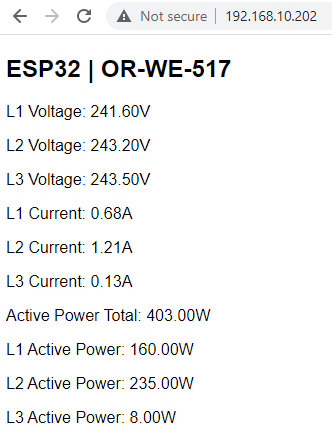 Not secure | 192.168.10.202
ESP32 | OR-WE-517
L1 Voltage: 241.60V
L2 Voltage: 243.20V
L3 Voltage: 243.50V
L1 Current: 0.68A
L2 Current: 1.21A
L3 Current: 0.13A
Active Power Total: 403.00W
L1 Active Power: 160.00W
L2 Active Power: 235.00W
L3 Active Power: 8.00W